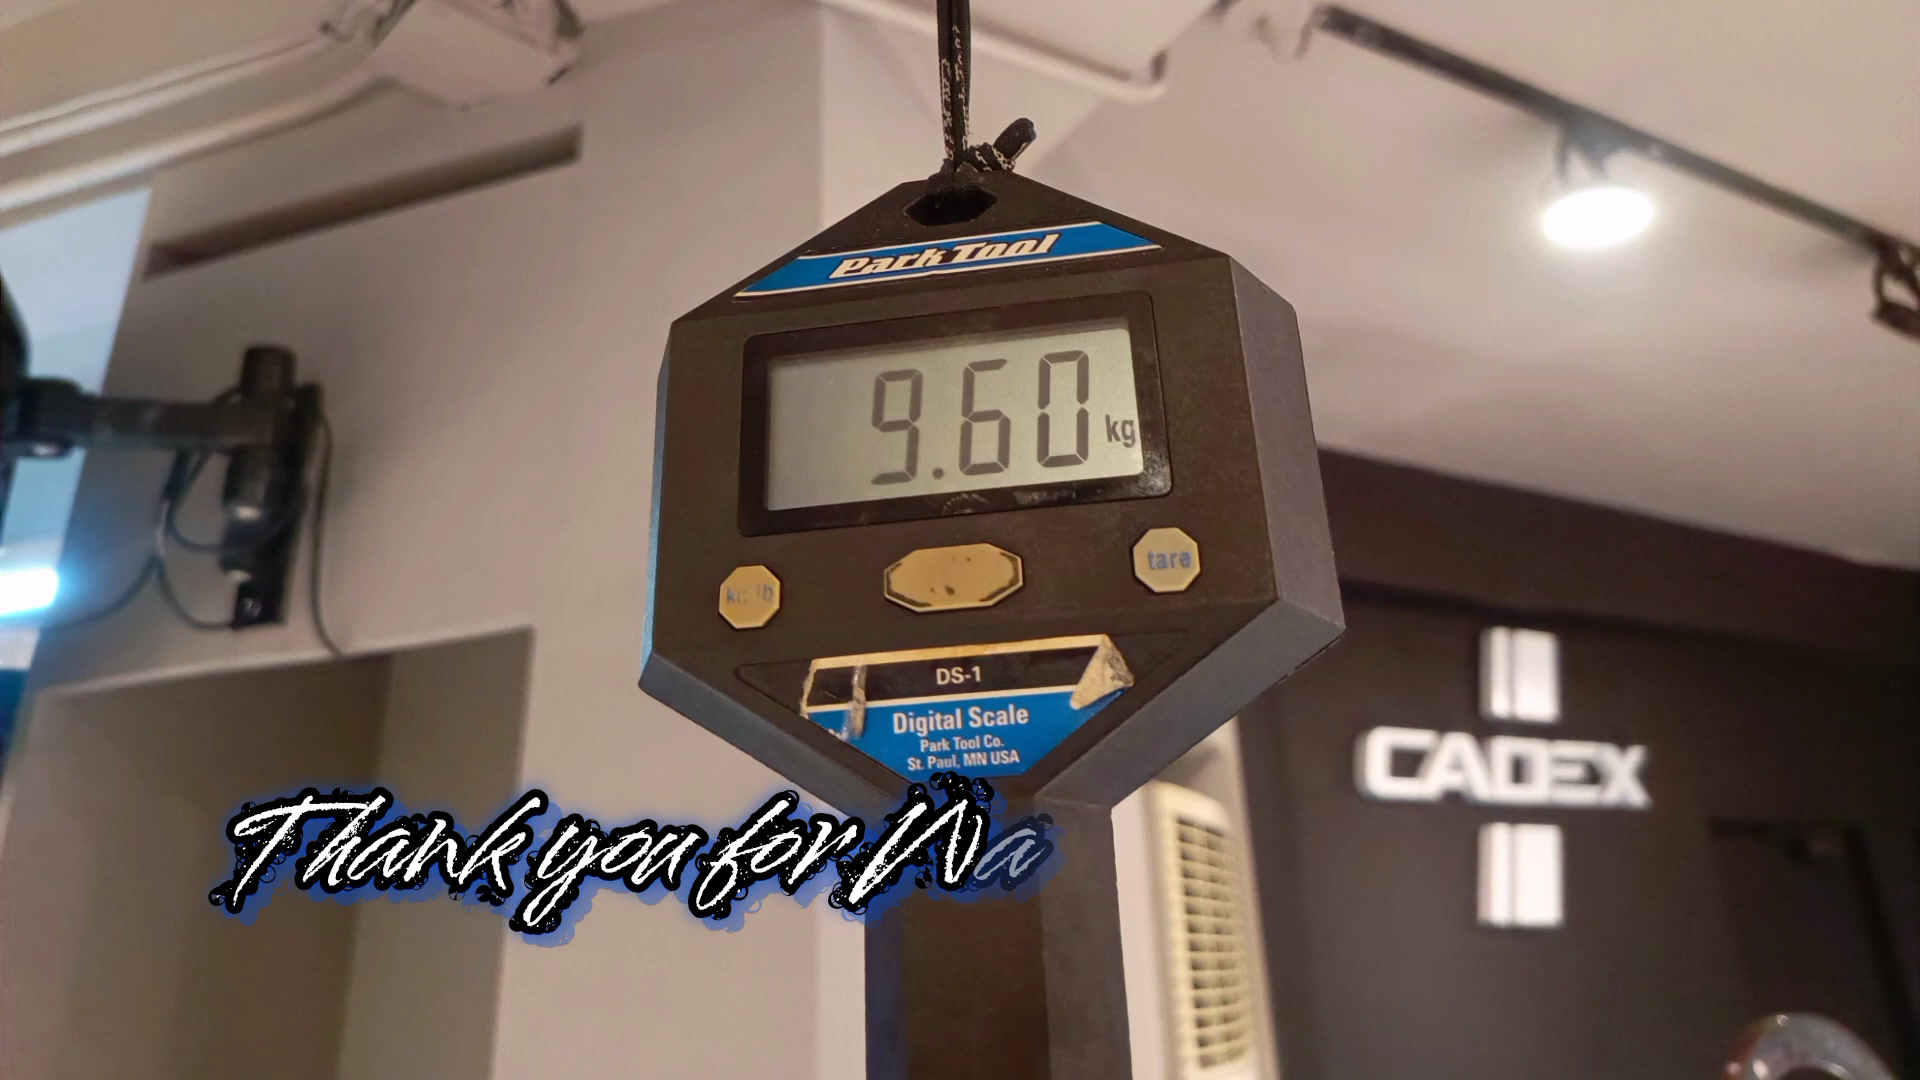 Park Tool
9.60 kg
kg lb
tare
DS-1
Digital Scale
Park Tool Co.
St. Paul, MN USA
Thank you for Wa
CADEX